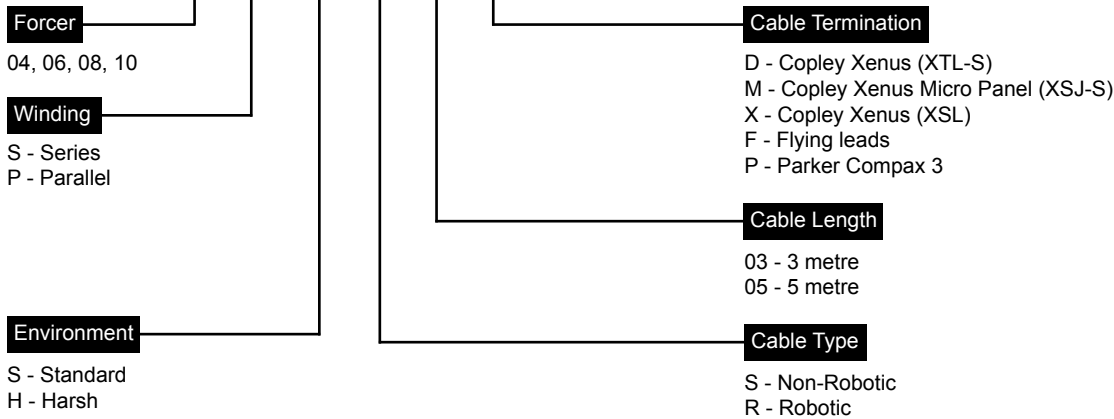 Forcer
04, 06, 08, 10
Winding
S - Series
P - Parallel
Environment
S - Standard
H - Harsh
Cable Termination
D - Copley Xenus (XTL-S)
M - Copley Xenus Micro Panel (XSJ-S)
X - Copley Xenus (XSL)
F - Flying leads
P - Parker Compax 3
Cable Length
03 - 3 metre
05 - 5 metre
Cable Type
S - Non-Robotic
R - Robotic